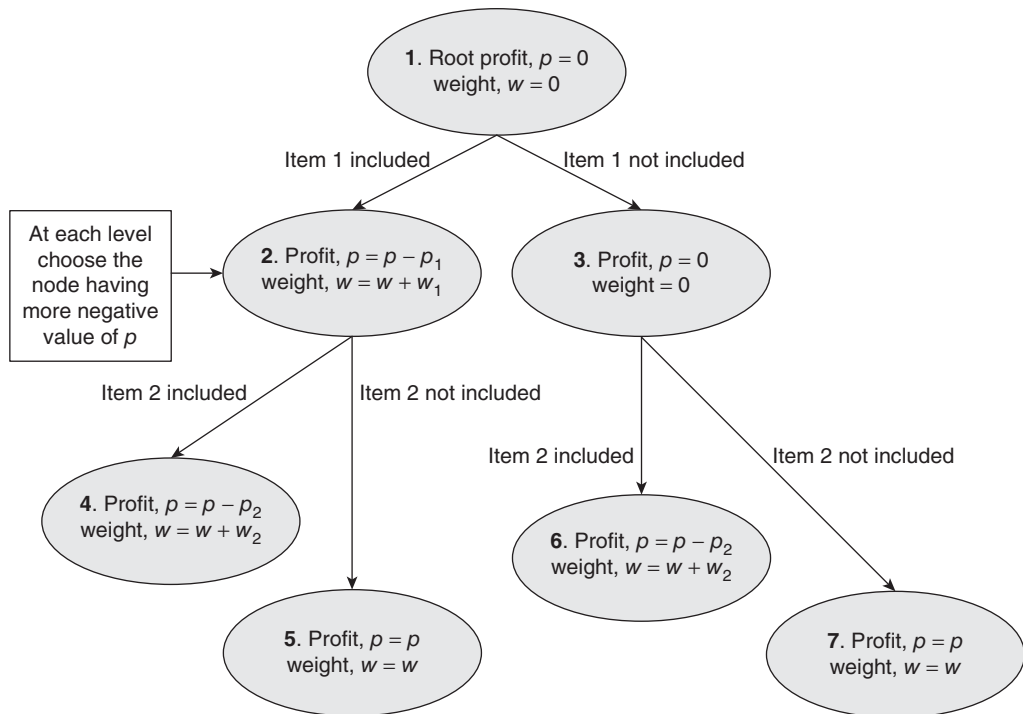 1. Root profit, p = 0
weight, w = 0
Item 1 included
Item 1 not included
At each level
choose the
node having
more negative
value of p
2. Profit, p = p – p₁
weight, w = w + w₁
3. Profit, p = 0
weight = 0
Item 2 included
Item 2 not included
Item 2 included
Item 2 not included
4. Profit, p = p – p₂
weight, w = w + w₂
6. Profit, p = p – p₂
weight, w = w + w₂
5. Profit, p = p
weight, w = w
7. Profit, p = p
weight, w = w